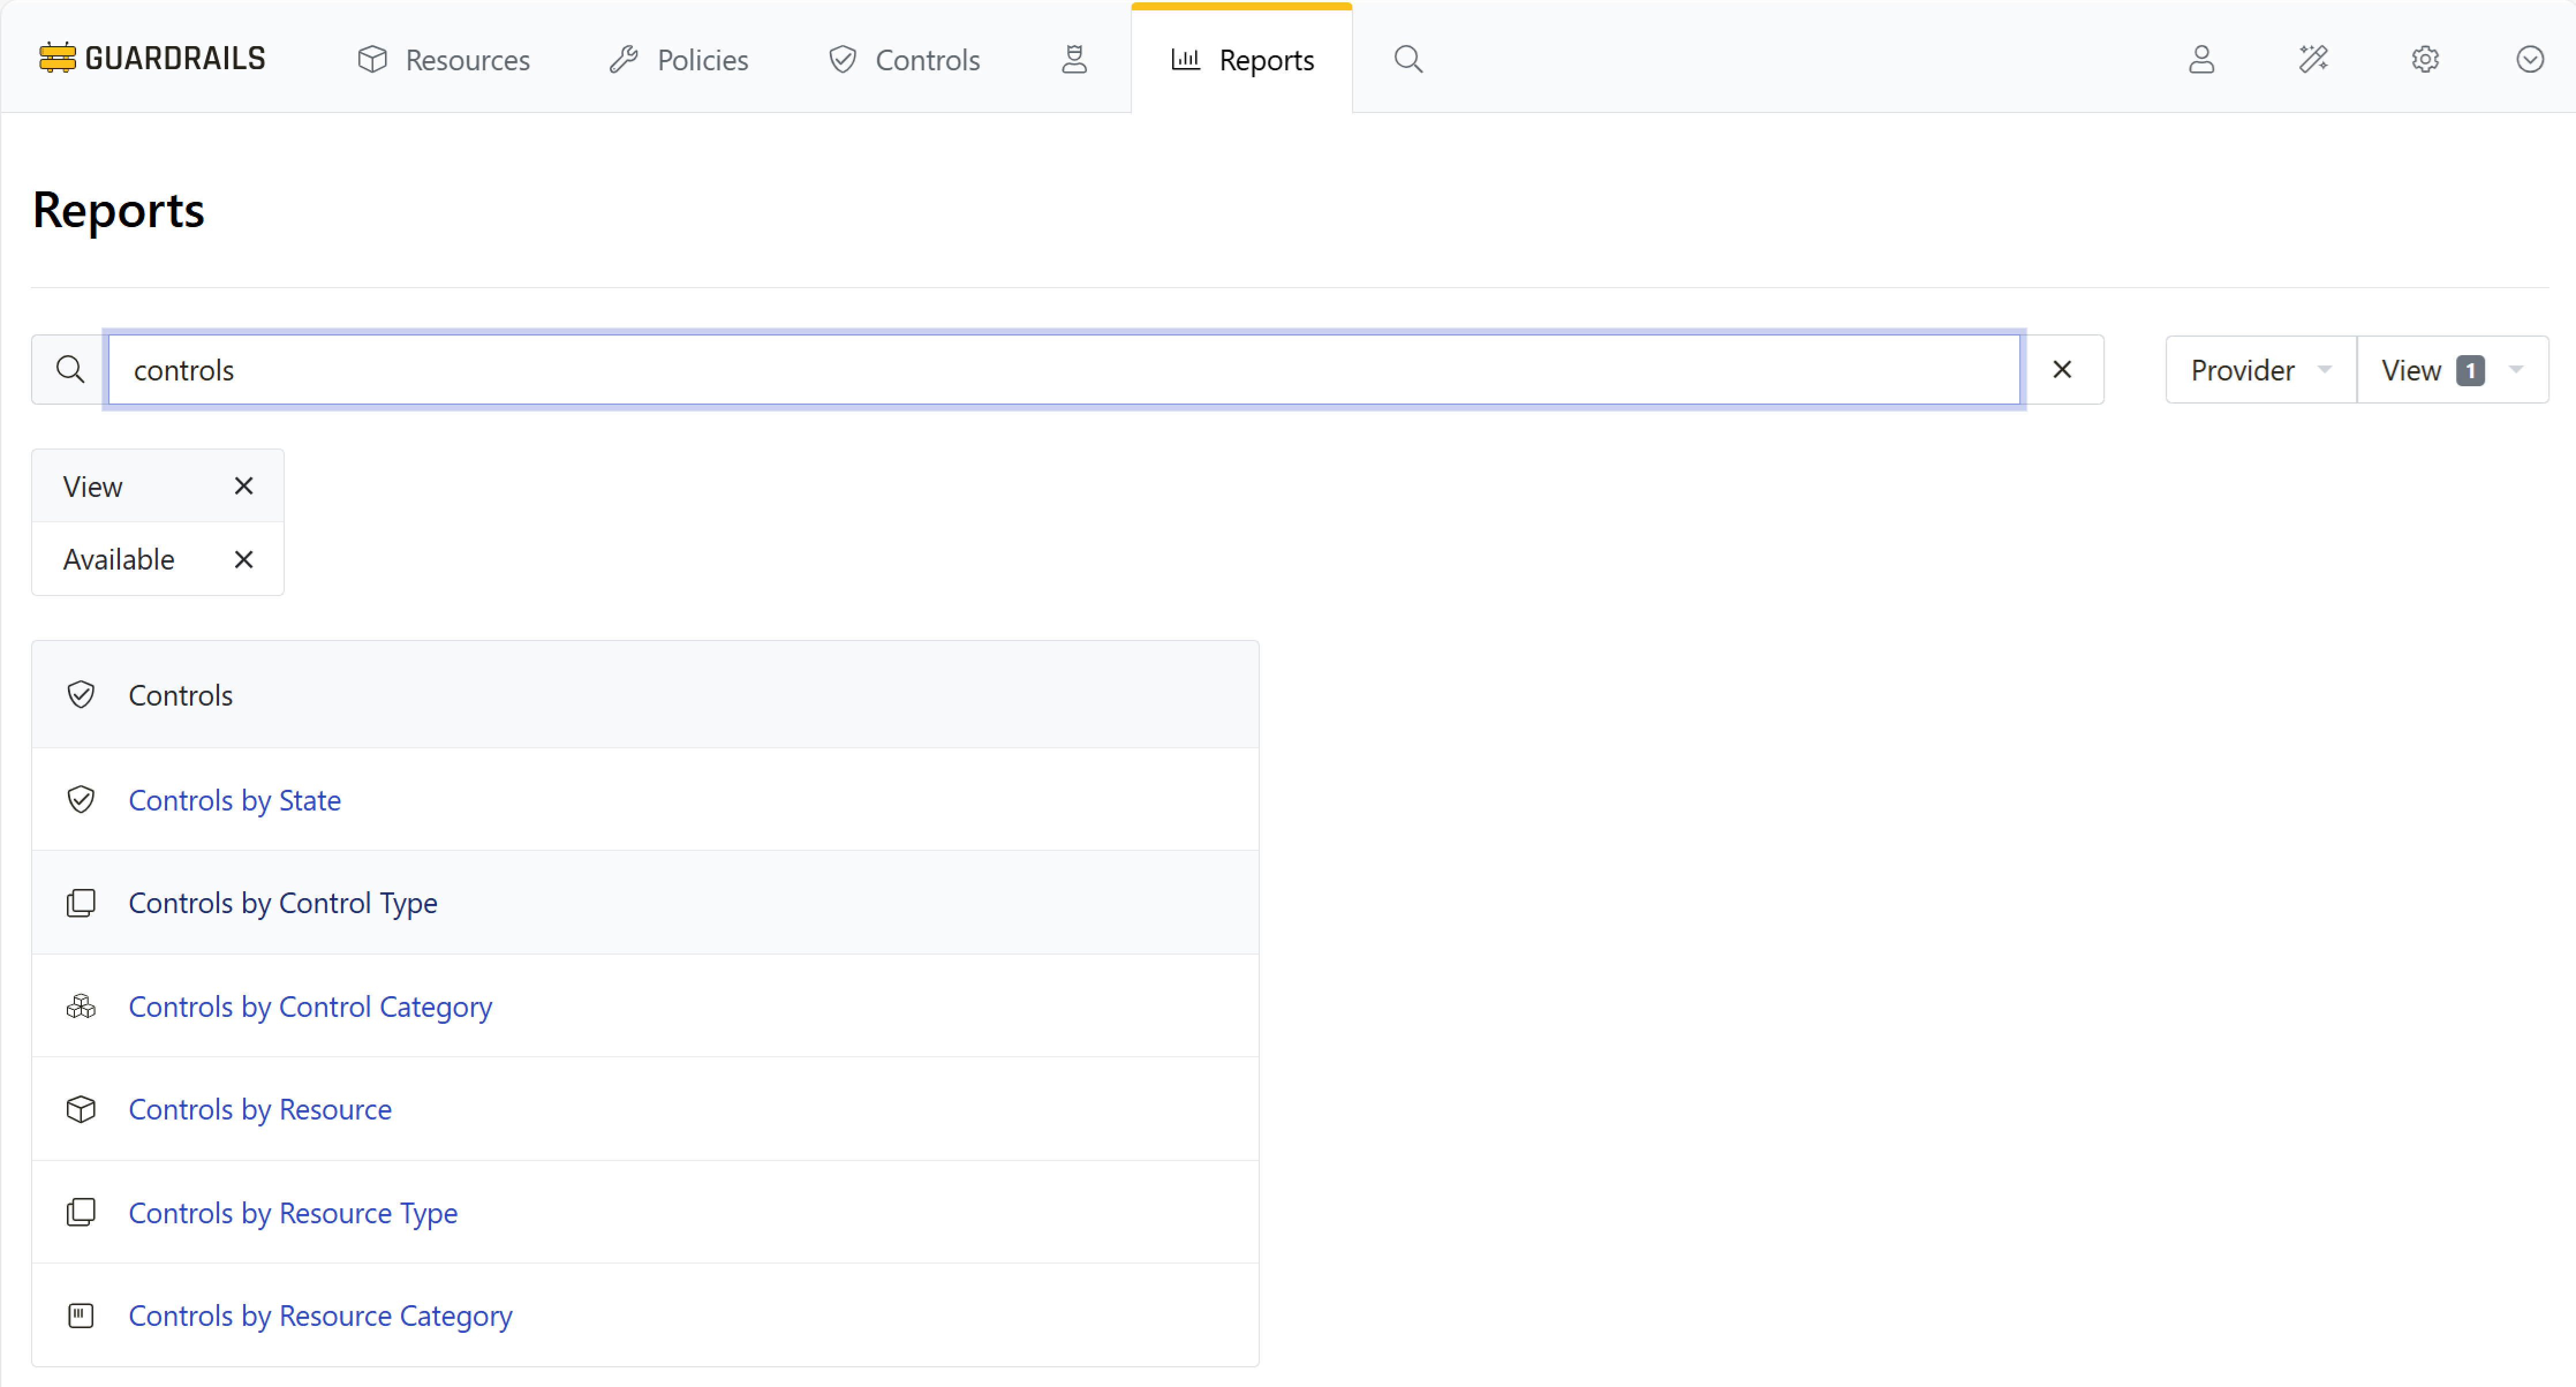 GUARDRAILS Resources Policies Controls Reports
Reports
controls Provider View 1
View
Available
Controls
Controls by State
Controls by Control Type
Controls by Control Category
Controls by Resource
Controls by Resource Type
Controls by Resource Category